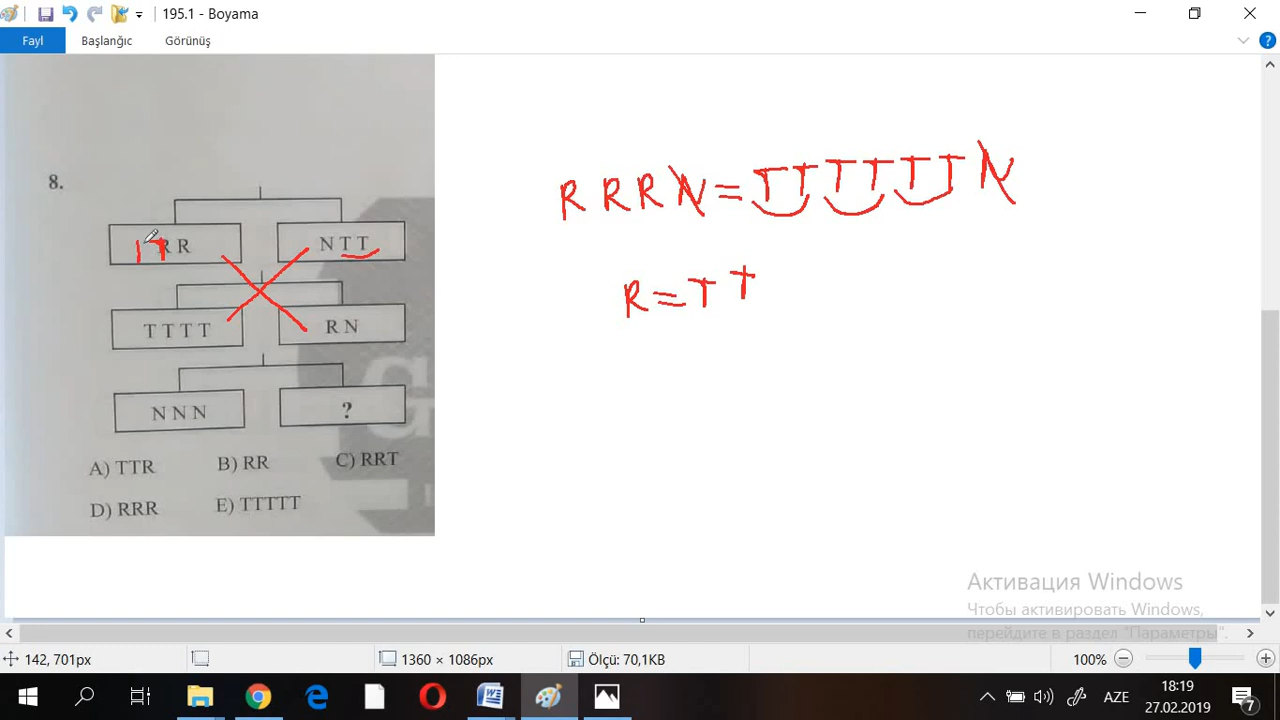 195.1 - Boyama
Fayl Başlanğıc Görünüş
8.
R R R N = T T T T T T N
R R N T T
R = T T
T T T T R N
N N N ?
A) TTR B) RR C) RRT
D) RRR E) TTTTT
Активация Windows
Чтобы активировать Windows,
перейдите в раздел "Параметры".
142, 701px 1360 × 1086px Ölçü: 70,1KB 100%
AZE 18:19
27.02.2019 7